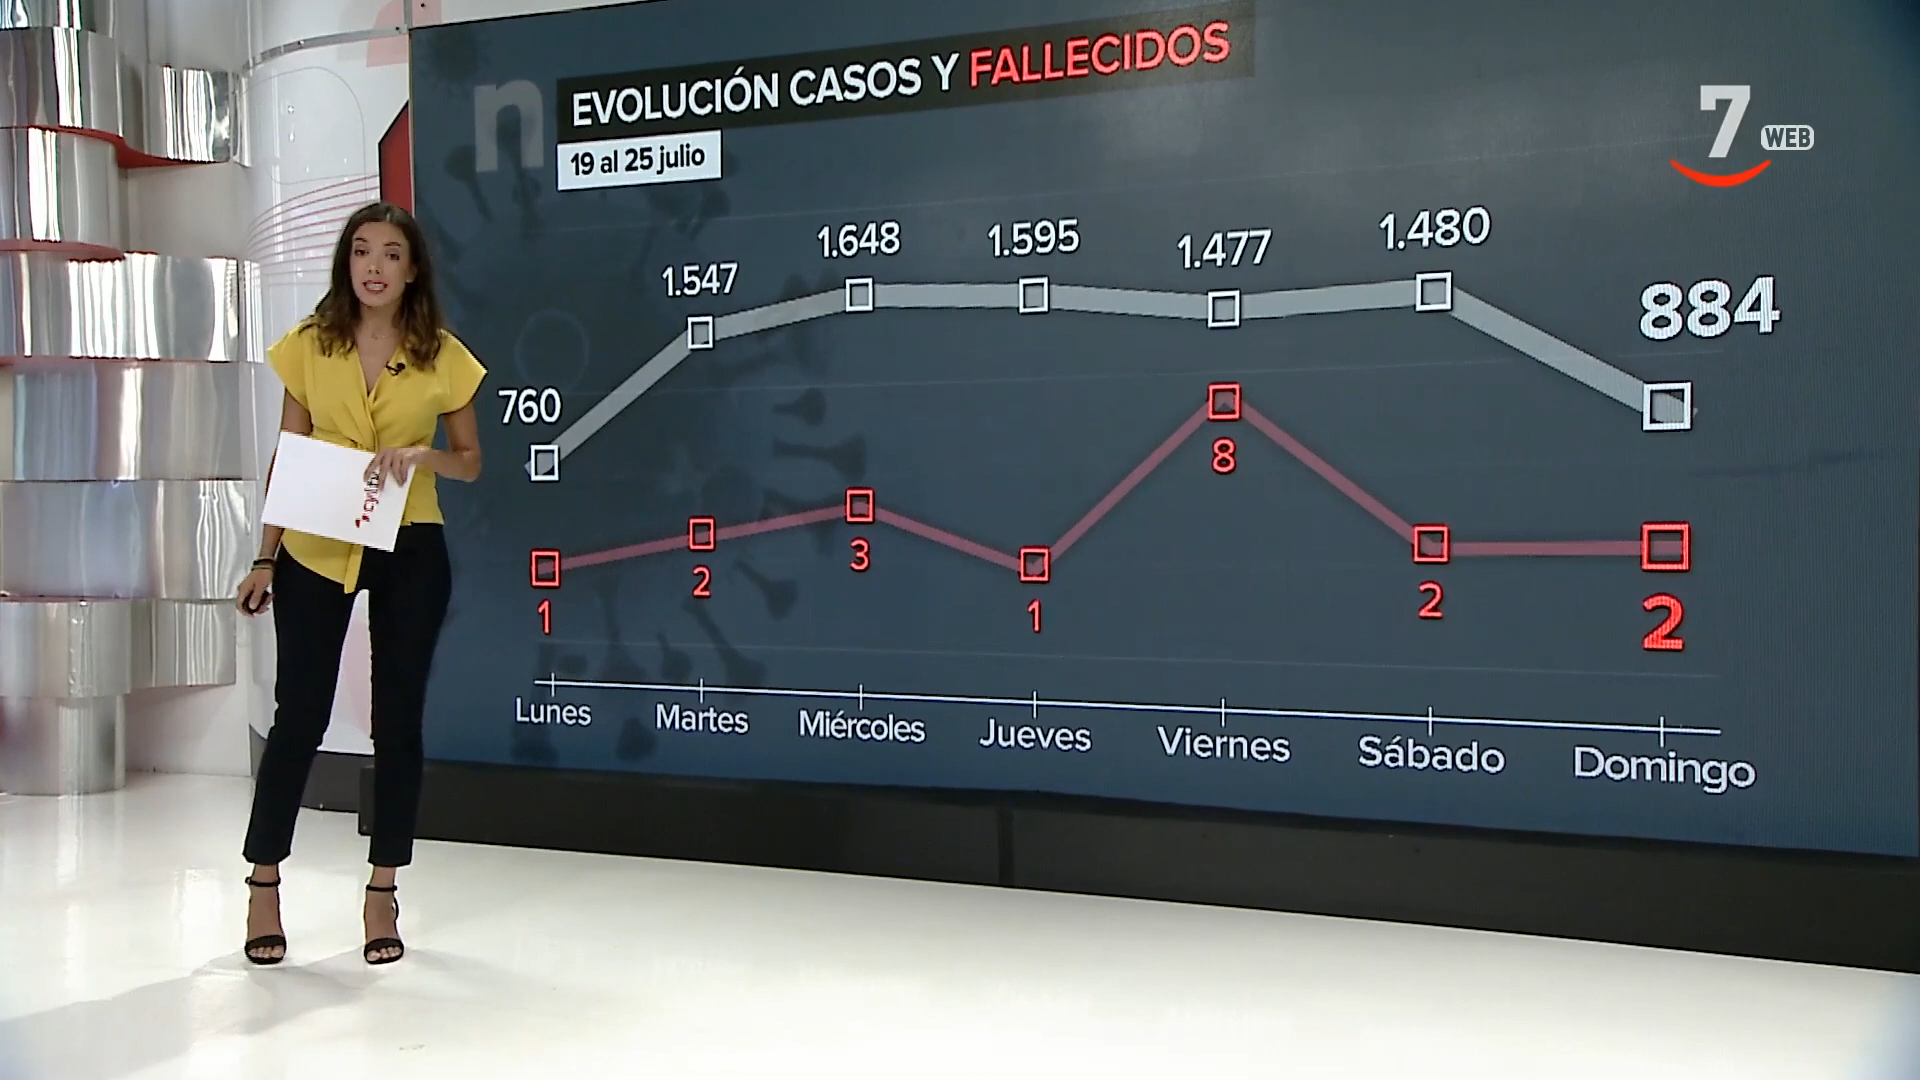 n
EVOLUCIÓN CASOS Y FALLECIDOS
19 al 25 julio
7 WEB
760
1.547
1.648
1.595
1.477
1.480
884
1
2
3
1
8
2
2
Lunes
Martes
Miércoles
Jueves
Viernes
Sábado
Domingo